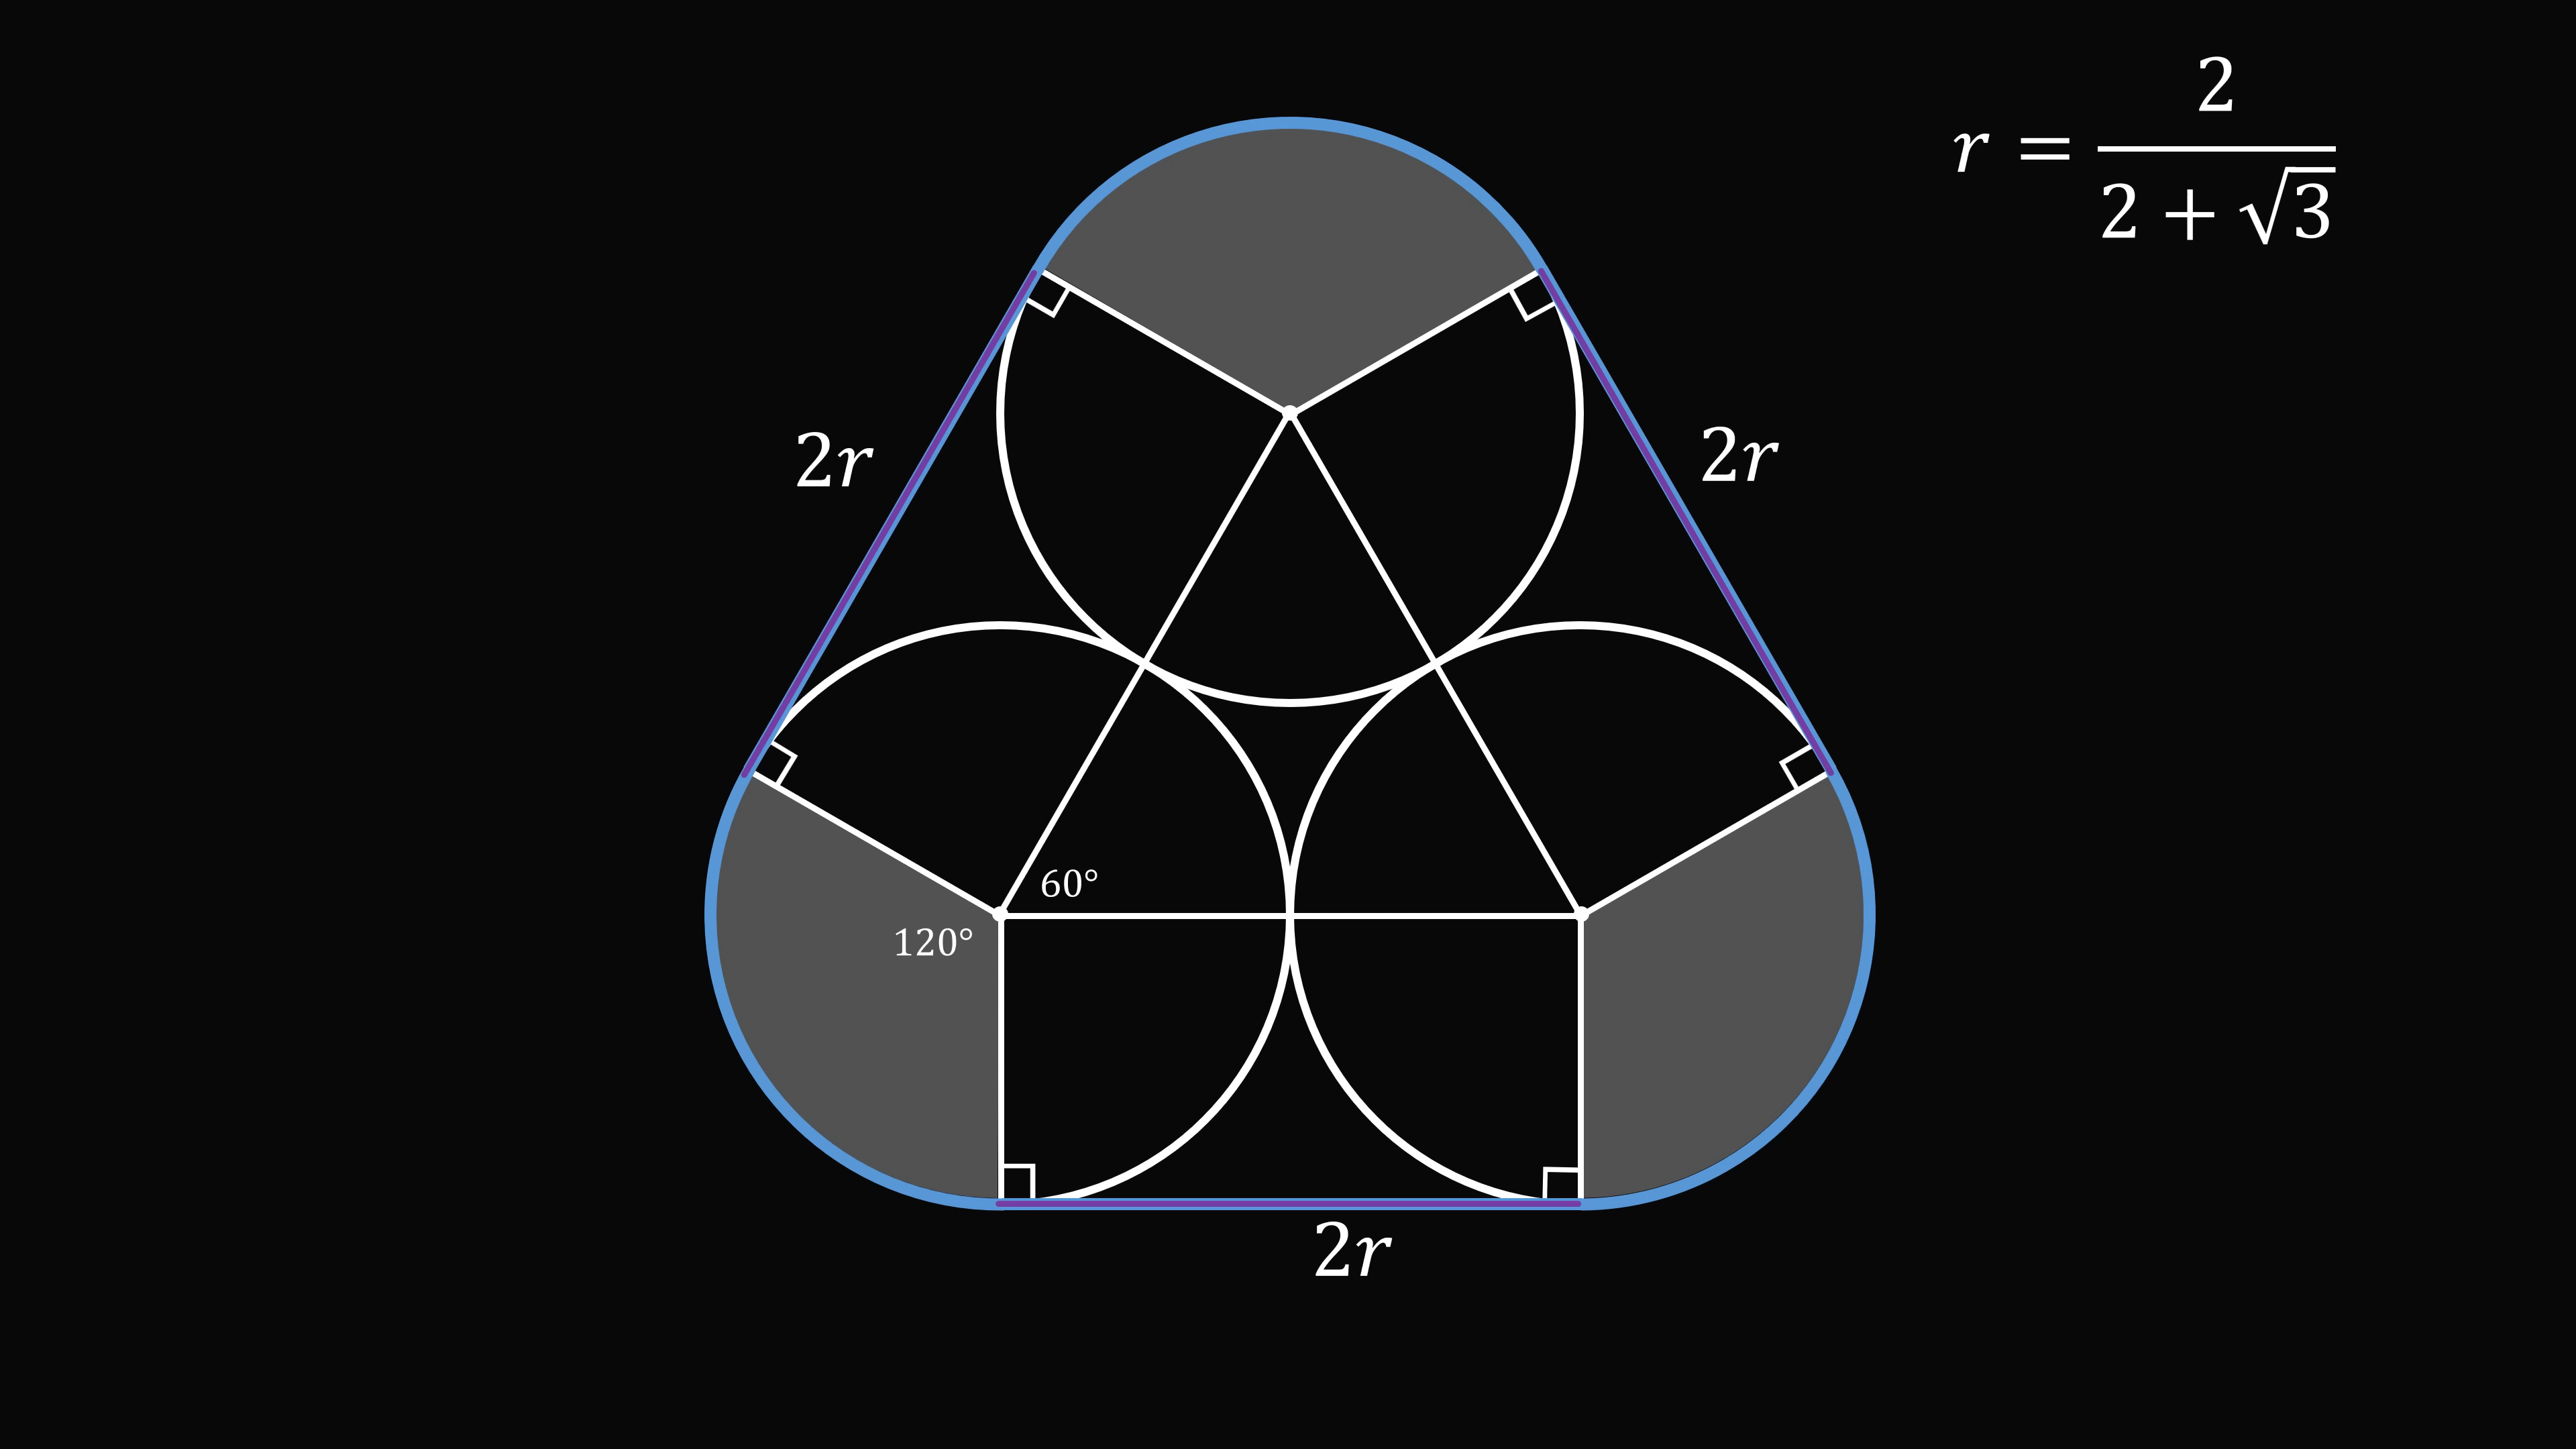 r = 2 / (2 + √3)
2r
2r
60°
120°
2r